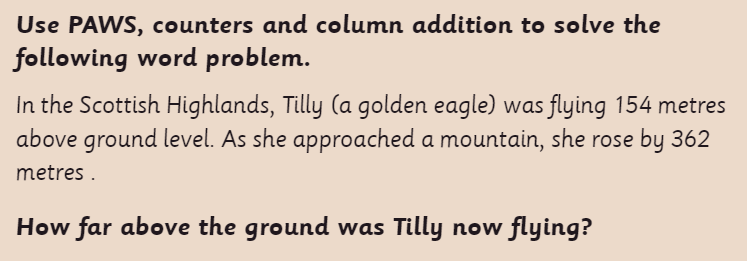 Use PAWS, counters and column addition to solve the
following word problem.
In the Scottish Highlands, Tilly (a golden eagle) was flying 154 metres
above ground level. As she approached a mountain, she rose by 362
metres .
How far above the ground was Tilly now flying?